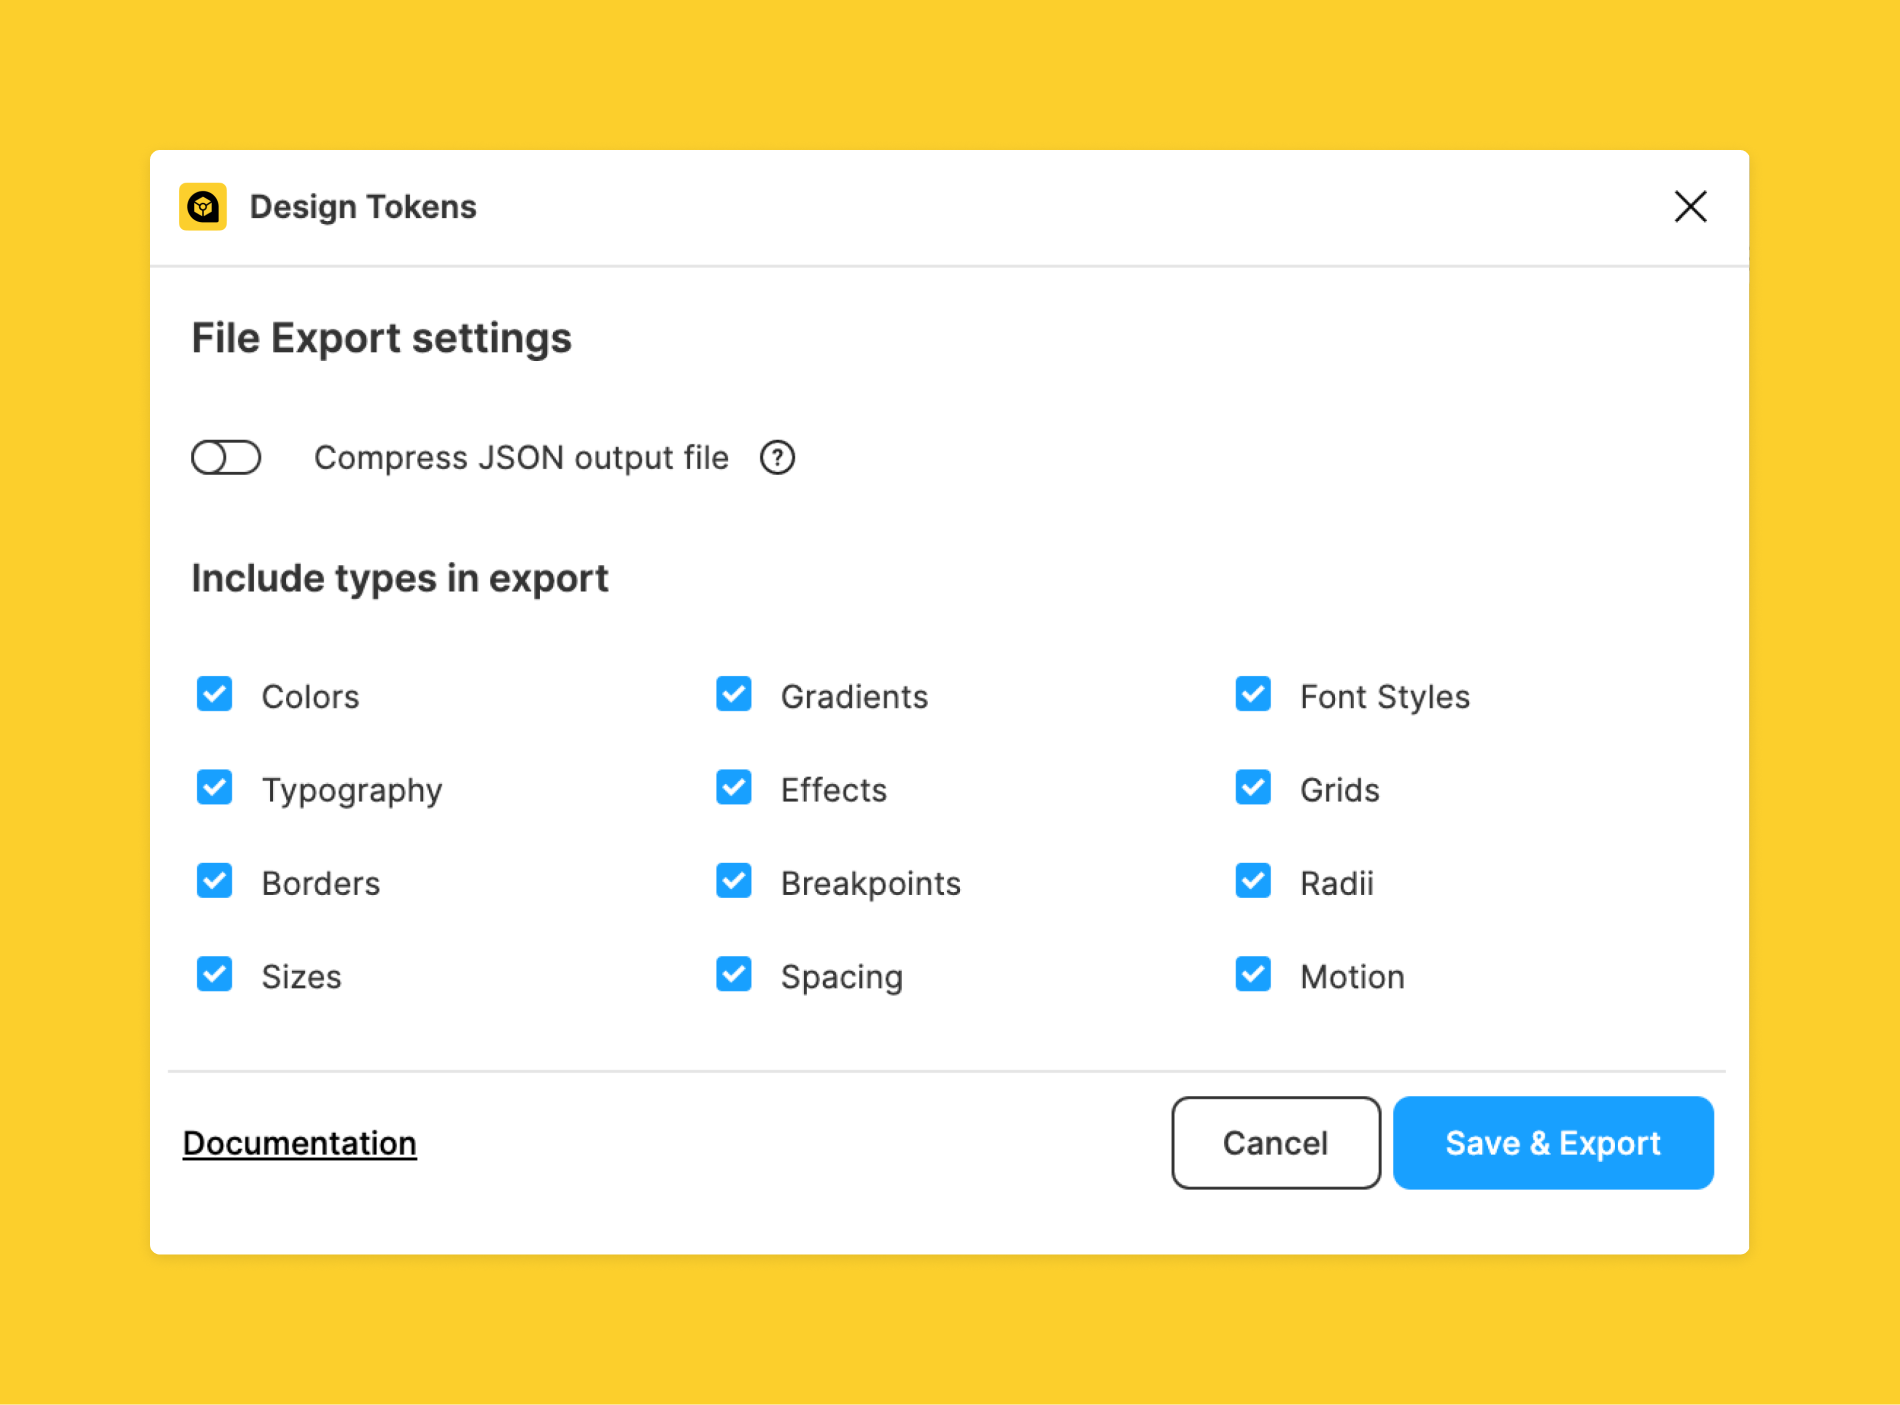 Design Tokens
File Export settings
Compress JSON output file ?
Include types in export
Colors Gradients Font Styles
Typography Effects Grids
Borders Breakpoints Radii
Sizes Spacing Motion
Documentation Cancel Save & Export